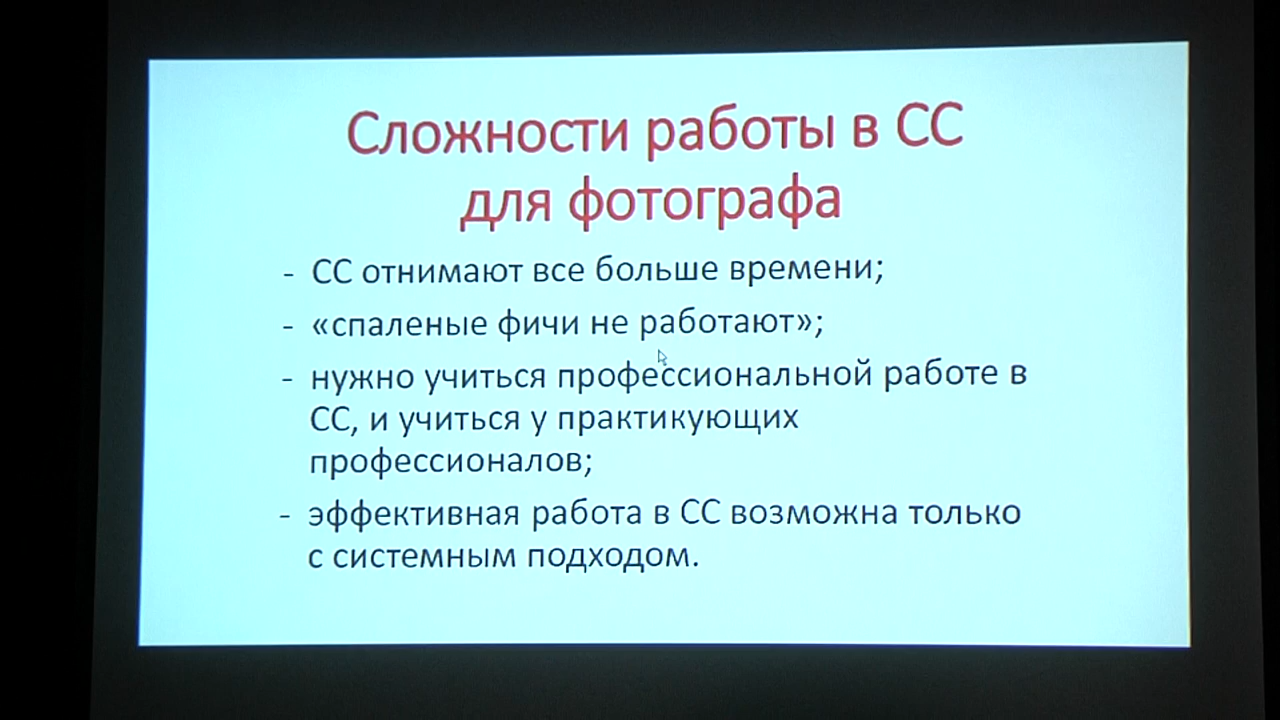 Сложности работы в СС
для фотографа
- СС отнимают все больше времени;
- «спаленые фичи не работают»;
- нужно учиться профессиональной работе в
СС, и учиться у практикующих
профессионалов;
- эффективная работа в СС возможна только
с системным подходом.